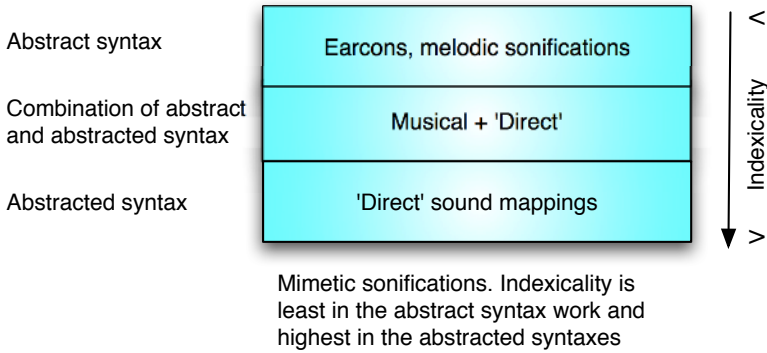 Abstract syntax
Earcons, melodic sonifications
<
Combination of abstract
and abstracted syntax
Musical + 'Direct'
Indexicality
Abstracted syntax
'Direct' sound mappings
>
Mimetic sonifications. Indexicality is
least in the abstract syntax work and
highest in the abstracted syntaxes